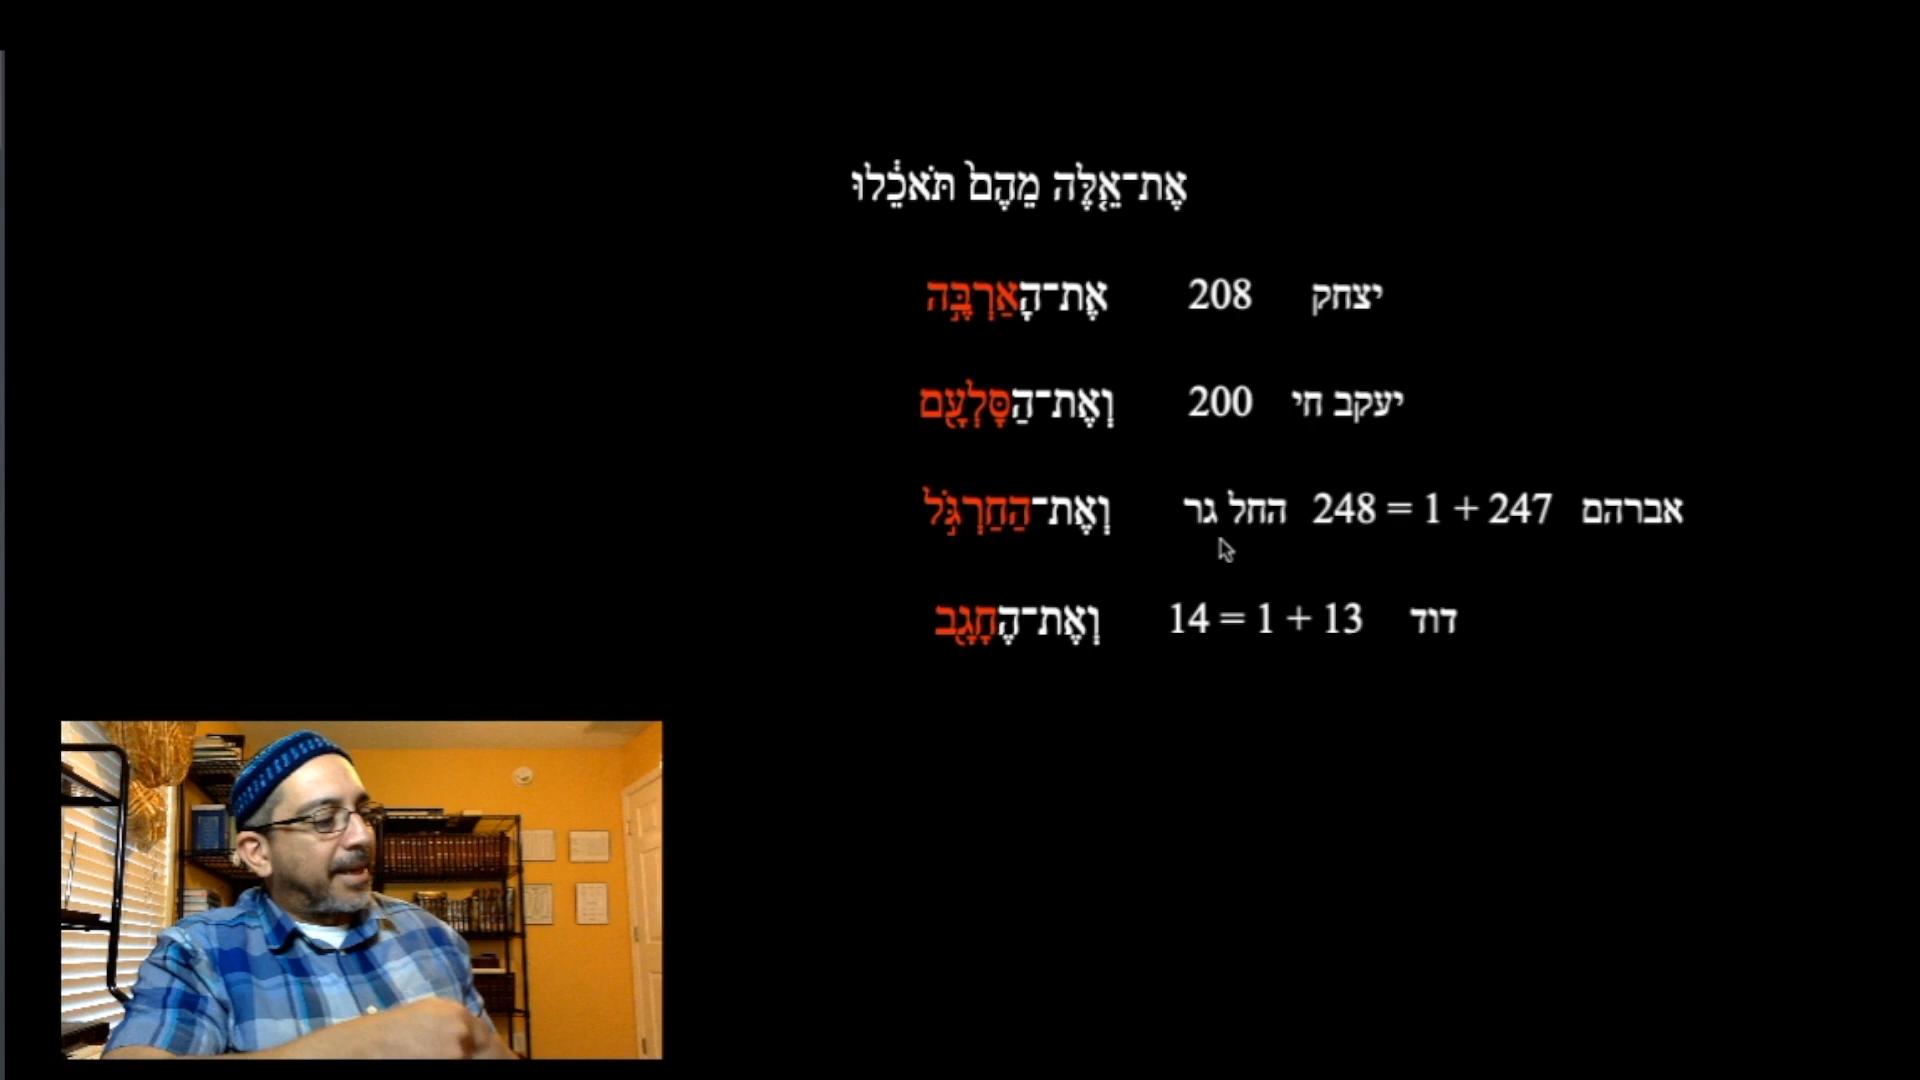 אֶת־אֵ֤לֶּה מֵהֶם֙ תֹּאכֵ֔לוּ
אֶת־הָאַרְבֶּ֣ה 208 יצחק
וְאֶת־הַסָּלְעָ֖ם 200 יעקב חי
וְאֶת־הַחַרְגֹּ֣ל החל גר 248 = 1 + 247 אברהם
וְאֶת־הֶחָגָ֖ב 14 = 1 + 13 דוד